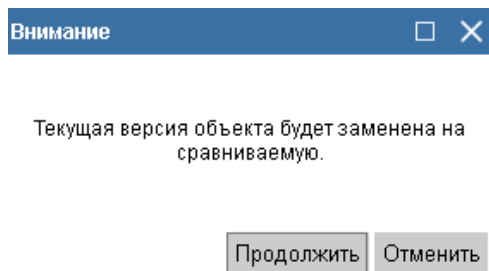 Внимание
Текущая версия объекта будет заменена на
сравниваемую.
Продолжить Отменить